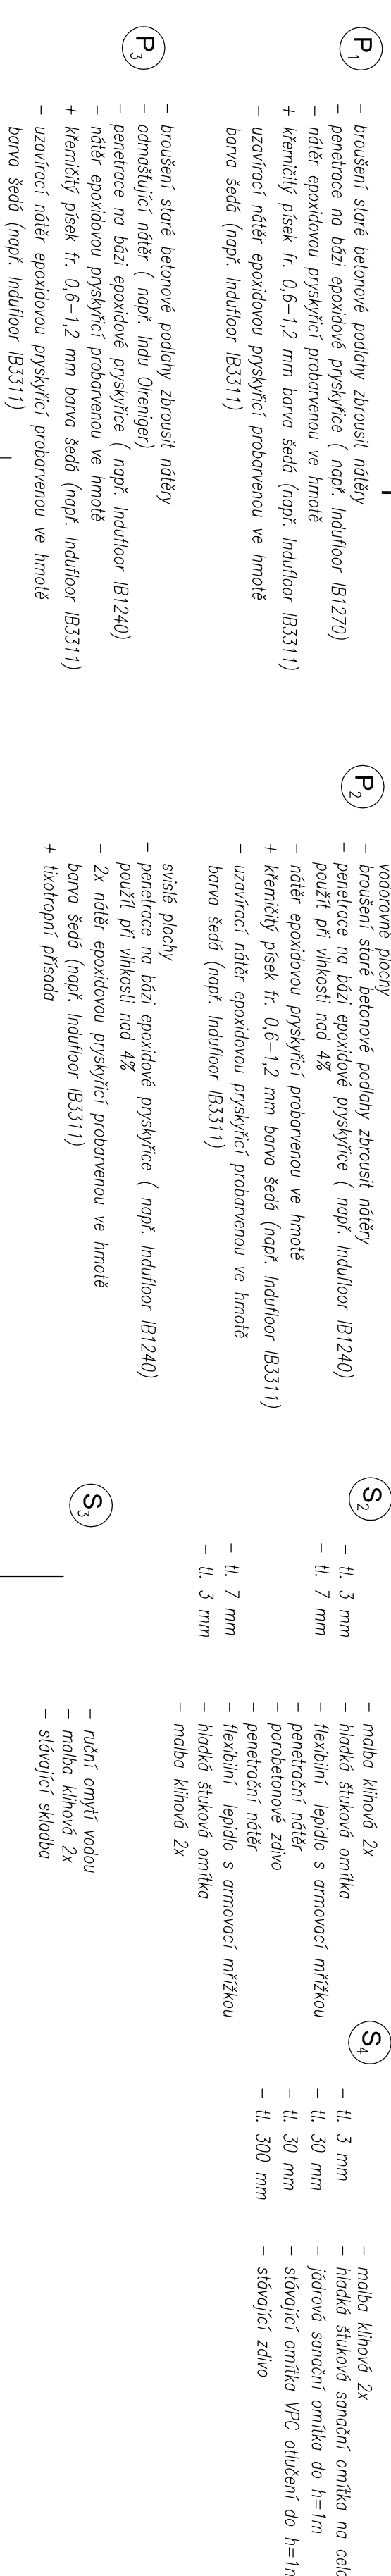 P1
– broušení staré betonové podlahy zbrousit nátěry
– penetrace na bázi epoxidové pryskyřice ( např. Indufloor IB1270)
– nátěr epoxidovou pryskyřicí probarvenou ve hmotě
+ křemičitý písek fr. 0,6–1,2 mm barva šedá (např. Indufloor IB3311)
– uzavírací nátěr epoxidovou pryskyřicí probarvenou ve hmotě
barva šedá (např. Indufloor IB3311)
P3
– broušení staré betonové podlahy zbrousit nátěry
– odmašťující nátěr ( např. Indu Olreniger)
– penetrace na bázi epoxidové pryskyřice ( např. Indufloor IB1240)
– nátěr epoxidovou pryskyřicí probarvenou ve hmotě
+ křemičitý písek fr. 0,6–1,2 mm barva šedá (např. Indufloor IB3311)
– uzavírací nátěr epoxidovou pryskyřicí probarvenou ve hmotě
barva šedá (např. Indufloor IB3311)
P2
vodorovné plochy
– broušení staré betonové podlahy zbrousit nátěry
– penetrace na bázi epoxidové pryskyřice ( např. Indufloor IB1240)
použít při vlhkosti nad 4%
– nátěr epoxidovou pryskyřicí probarvenou ve hmotě
+ křemičitý písek fr. 0,6–1,2 mm barva šedá (např. Indufloor IB3311)
– uzavírací nátěr epoxidovou pryskyřicí probarvenou ve hmotě
barva šedá (např. Indufloor IB3311)
svislé plochy
– penetrace na bázi epoxidové pryskyřice ( např. Indufloor IB1240)
použít při vlhkosti nad 4%
– 2x nátěr epoxidovou pryskyřicí probarvenou ve hmotě
barva šedá (např. Indufloor IB3311)
+ tixotropní přísada
S2
– malba klihová 2x
– tl. 3 mm – hladká štuková omítka
– tl. 7 mm – flexibilní lepidlo s armovací mřížkou
– penetrační nátěr
– porobetonové zdivo
– penetrační nátěr
– tl. 7 mm – flexibilní lepidlo s armovací mřížkou
– tl. 3 mm – hladká štuková omítka
– malba klihová 2x
S3
– ruční omytí vodou
– malba klihová 2x
– stávající skladba
S4
– malba klihová 2x
– tl. 3 mm – hladká štuková sanační omítka na
– tl. 30 mm – jádrová sanační omítka do h=1m
– tl. 30 mm – stávající omítka VPC otlučení do
– tl. 300 mm – stávající zdivo